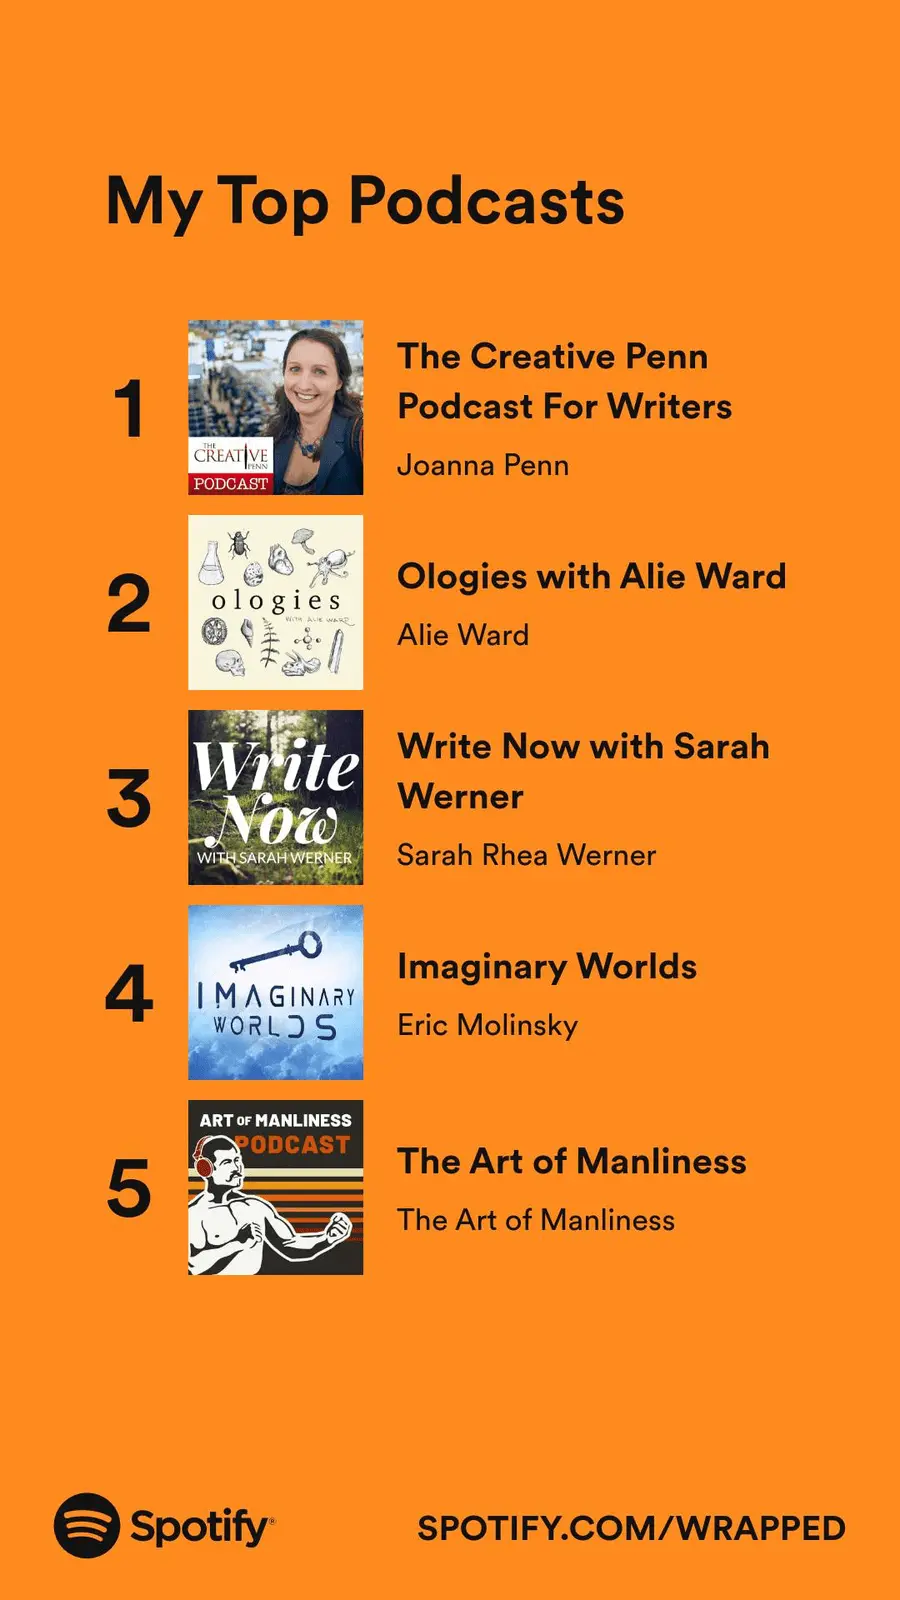 My Top Podcasts
1
THE
CREATIVE
PENN
PODCAST
The Creative Penn
Podcast For Writers
Joanna Penn
2
ologies
WITH ALIE WARD
Ologies with Alie Ward
Alie Ward
3
Write
Now
WITH SARAH WERNER
Write Now with Sarah
Werner
Sarah Rhea Werner
4
IMAGINARY
WORLDS
Imaginary Worlds
Eric Molinsky
5
ART OF MANLINESS
PODCAST
The Art of Manliness
The Art of Manliness
Spotify®
SPOTIFY.COM/WRAPPED